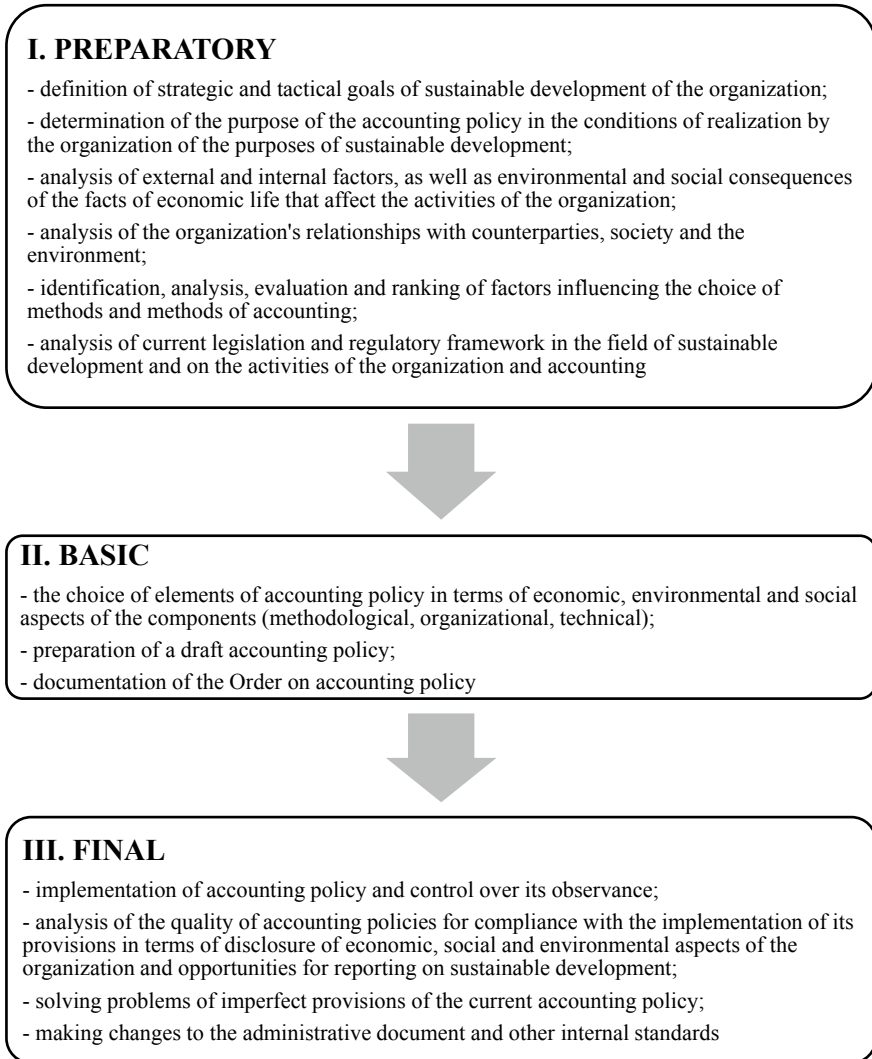 I. PREPARATORY
- definition of strategic and tactical goals of sustainable development of the organization;
- determination of the purpose of the accounting policy in the conditions of realization by
the organization of the purposes of sustainable development;
- analysis of external and internal factors, as well as environmental and social consequences
of the facts of economic life that affect the activities of the organization;
- analysis of the organization's relationships with counterparties, society and the
environment;
- identification, analysis, evaluation and ranking of factors influencing the choice of
methods and methods of accounting;
- analysis of current legislation and regulatory framework in the field of sustainable
development and on the activities of the organization and accounting
II. BASIC
- the choice of elements of accounting policy in terms of economic, environmental and social
aspects of the components (methodological, organizational, technical);
- preparation of a draft accounting policy;
- documentation of the Order on accounting policy
III. FINAL
- implementation of accounting policy and control over its observance;
- analysis of the quality of accounting policies for compliance with the implementation of its
provisions in terms of disclosure of economic, social and environmental aspects of the
organization and opportunities for reporting on sustainable development;
- solving problems of imperfect provisions of the current accounting policy;
- making changes to the administrative document and other internal standards